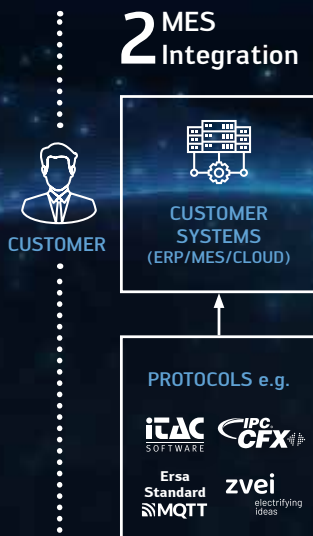 2 MES
Integration
CUSTOMER
CUSTOMER
SYSTEMS
(ERP/MES/CLOUD)
PROTOCOLS e.g.
iTAC
SOFTWARE
IPC
CFX
Ersa
Standard
MQTT
zvei
electrifying
ideas